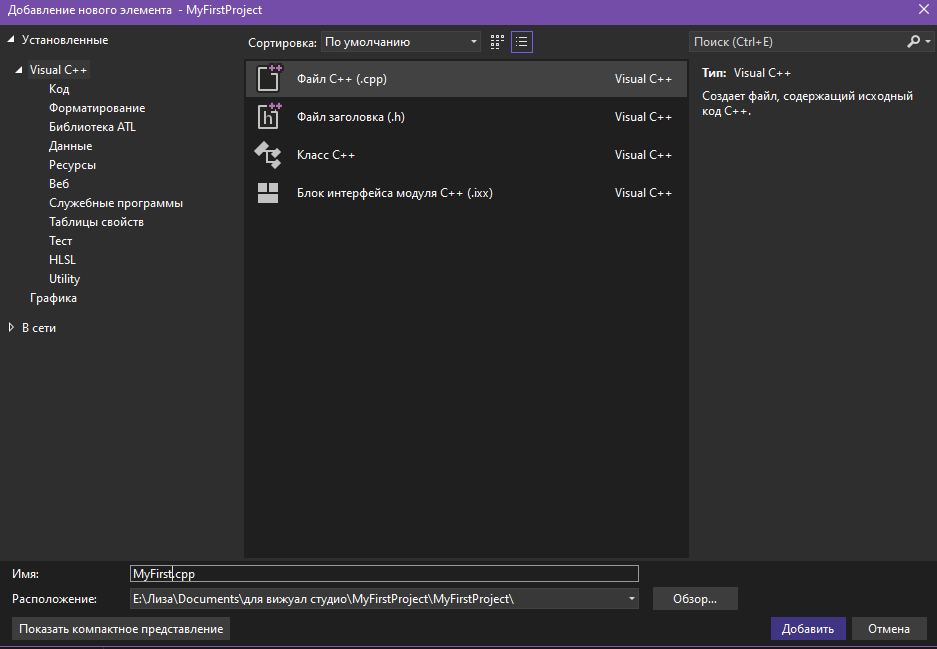 Добавление нового элемента - MyFirstProject
Установленные
Visual C++
Код
Форматирование
Библиотека ATL
Данные
Ресурсы
Веб
Служебные программы
Таблицы свойств
Тест
HLSL
Utility
Графика
В сети
Сортировка: По умолчанию
Файл C++ (.cpp) Visual C++
Файл заголовка (.h) Visual C++
Класс C++ Visual C++
Блок интерфейса модуля C++ (.ixx) Visual C++
Поиск (Ctrl+E)
Тип: Visual C++
Создает файл, содержащий исходный
код C++.
Имя: MyFirst.cpp
Расположение: E:\Лиза\Documents\для вижуал студио\MyFirstProject\MyFirstProject\
Обзор...
Показать компактное представление
Добавить
Отмена